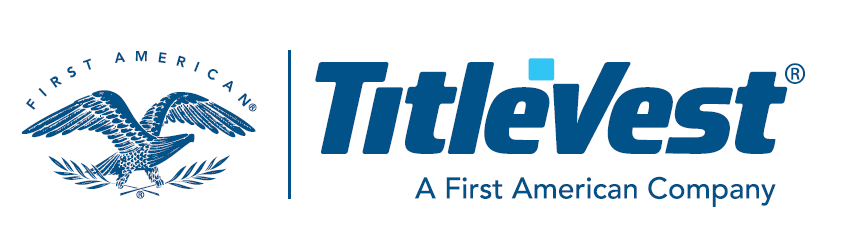 FIRST AMERICAN®
®
TitleVest®
A First American Company